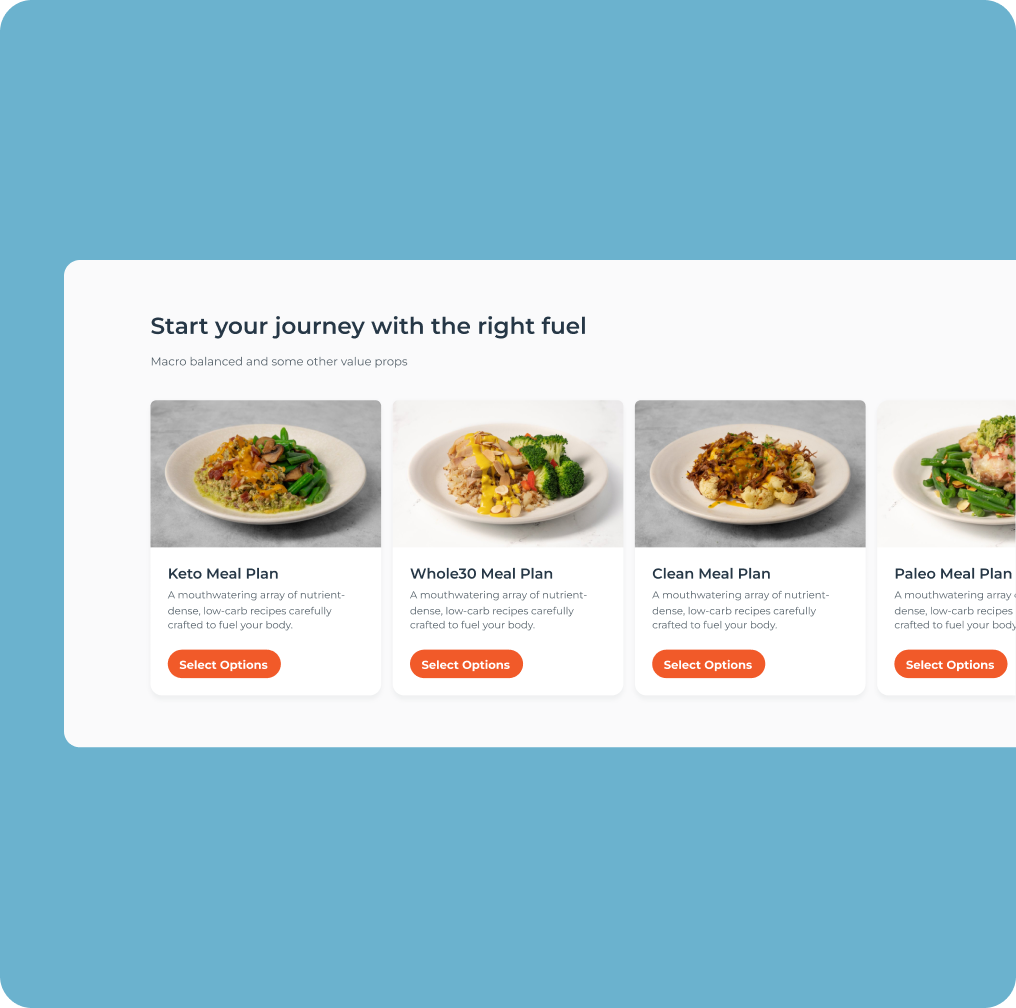 Start your journey with the right fuel
Macro balanced and some other value props
Keto Meal Plan
A mouthwatering array of nutrient-
dense, low-carb recipes carefully
crafted to fuel your body.
Select Options
Whole30 Meal Plan
A mouthwatering array of nutrient-
dense, low-carb recipes carefully
crafted to fuel your body.
Select Options
Clean Meal Plan
A mouthwatering array of nutrient-
dense, low-carb recipes carefully
crafted to fuel your body.
Select Options
Paleo Meal Plan
A mouthwatering array
dense, low-carb recipes
crafted to fuel your
Select Options